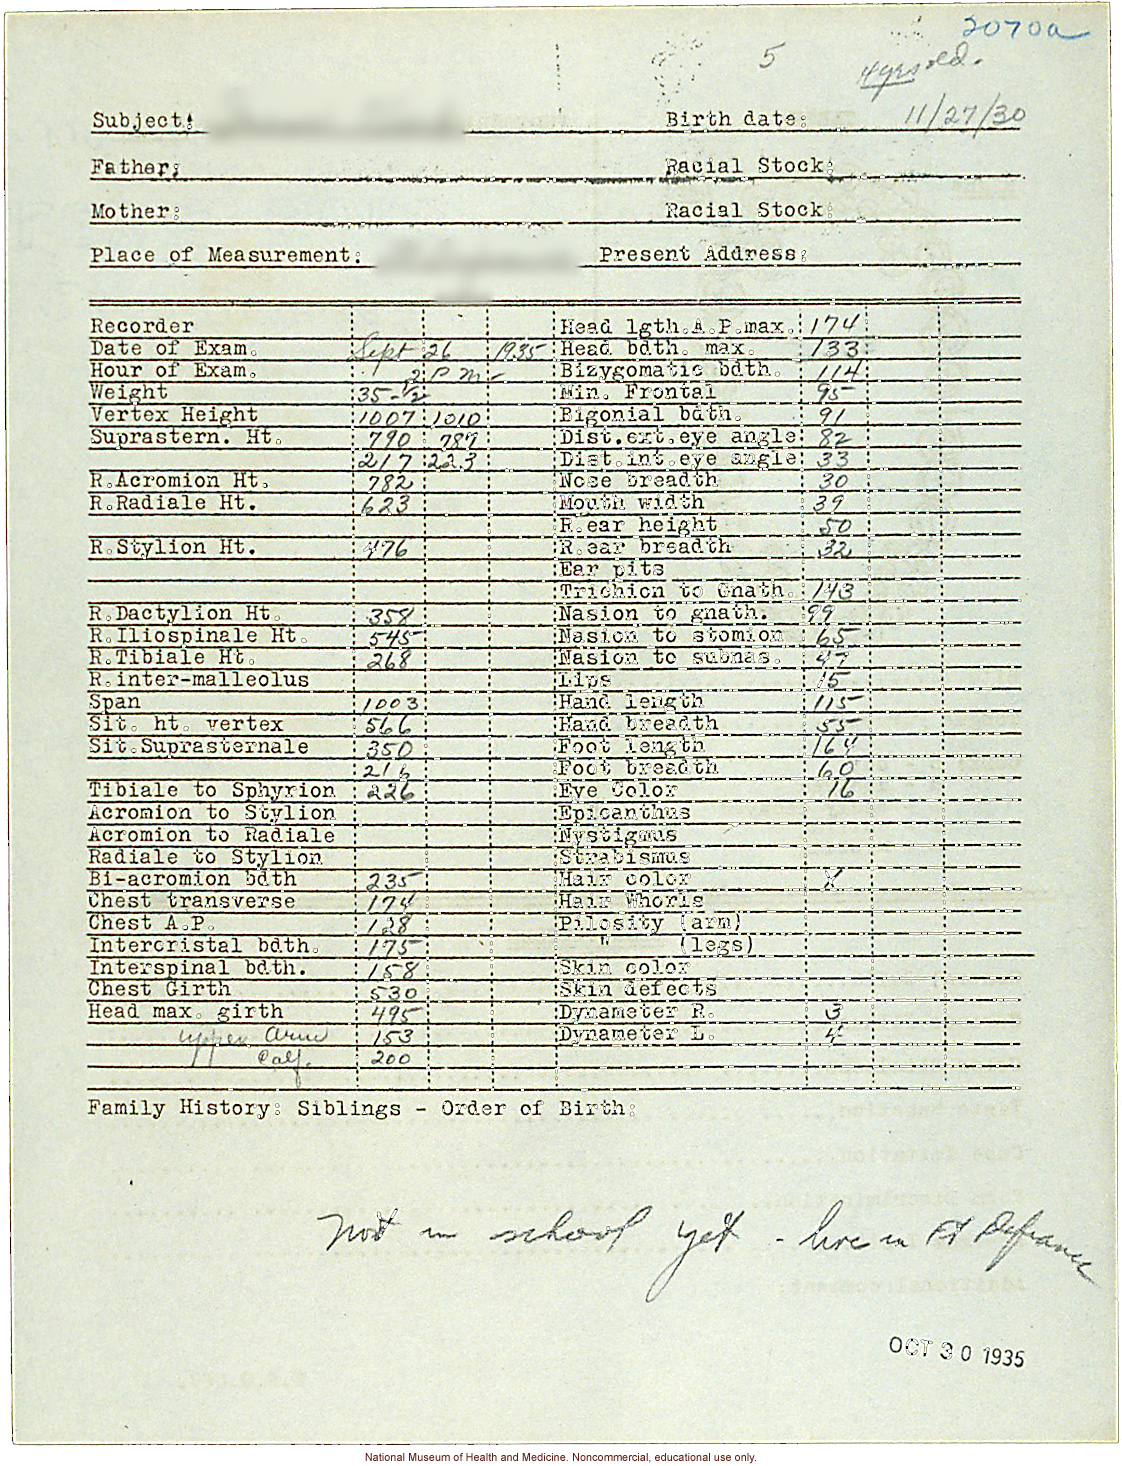 2070a
5
4 yrs old.
Subject: Birth date: 11/27/30
Father: Racial Stock:
Mother: Racial Stock:
Place of Measurement: Present Address:
Recorder Head lgth.A.P.max. 174
Date of Exam. Sept 26 1935 Head bdth. max. 133
Hour of Exam. 2 P.M.- Bizygomatic bdth. 114
Weight 35-1/2 Min. Frontal 95
Vertex Height 1007 1010 Bigonial bdth. 91
Suprastern. Ht. 790 787 Dist.ext.eye angle 82
217 223 Dist.int.eye angle 33
R.Acromion Ht. 782 Nose breadth 30
R.Radiale Ht. 623 Mouth width 39
R.ear height 50
R.Stylion Ht. 476 R.ear breadth 32
Ear pits
Trichion to Gnath. 143
R.Dactylion Ht. 358 Nasion to gnath. 99
R.Iliospinale Ht. 545 Nasion to stomion 65
R.Tibiale Ht. 268 Nasion to subnas. 47
R.inter-malleolus Lips 15
Span 1003 Hand length 115
Sit. ht. vertex 566 Hand breadth 55
Sit.Suprasternale 350 Foot length 164
216 Foot breadth 60
Tibiale to Sphyrion 226 Eye Color 16
Acromion to Stylion Epicanthus
Acromion to Radiale Nystigmus
Radiale to Stylion Strabismus
Bi-acromion bdth 235 Hair color X
Chest transverse 174 Hair Whorls
Chest A.P. 128 Pilosity (arm)
Intercristal bdth. 175 " (legs)
Interspinal bdth. 158 Skin color
Chest Girth 530 Skin defects
Head max. girth 495 Dynameter R. 3
upper arm 153 Dynameter L. 4
Calf. 200
Family History: Siblings - Order of Birth:
Not in school yet - live in Ft Defiance
OCT 30 1935
National Museum of Health and Medicine. Noncommercial, educational use only.